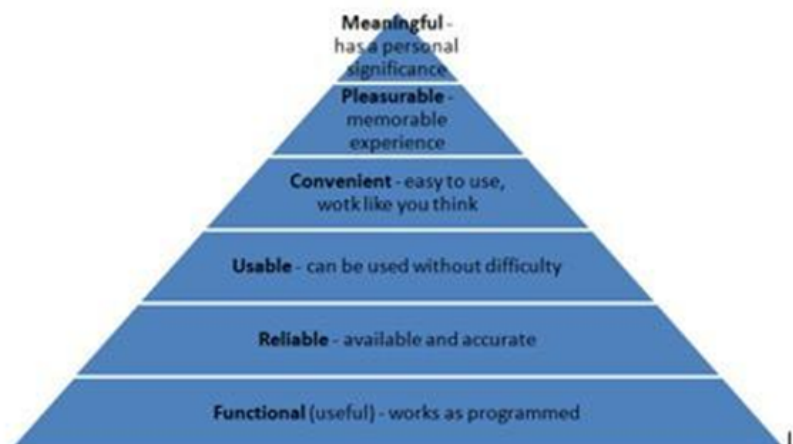 Meaningful -
has a personal
significance
Pleasurable -
memorable
experience
Convenient - easy to use,
wotk like you think
Usable - can be used without difficulty
Reliable - available and accurate
Functional (useful) - works as programmed